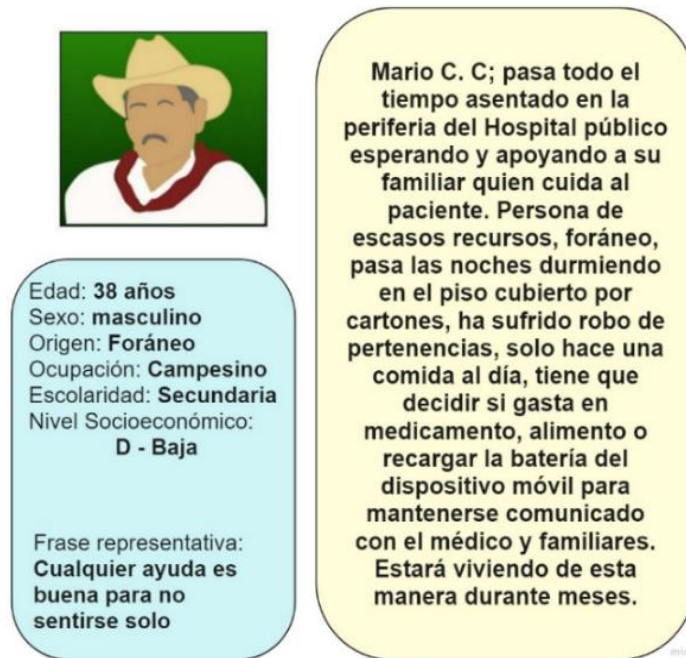 Mario C. C; pasa todo el
tiempo asentado en la
periferia del Hospital público
esperando y apoyando a su
familiar quien cuida al
paciente. Persona de
escasos recursos, foráneo,
pasa las noches durmiendo
en el piso cubierto por
cartones, ha sufrido robo de
pertenencias, solo hace una
comida al día, tiene que
decidir si gasta en
medicamento, alimento o
recargar la batería del
dispositivo móvil para
mantenerse comunicado
con el médico y familiares.
Estará viviendo de esta
manera durante meses.
Edad: 38 años
Sexo: masculino
Origen: Foráneo
Ocupación: Campesino
Escolaridad: Secundaria
Nivel Socioeconómico:
D - Baja
Frase representativa:
Cualquier ayuda es
buena para no
sentirse solo